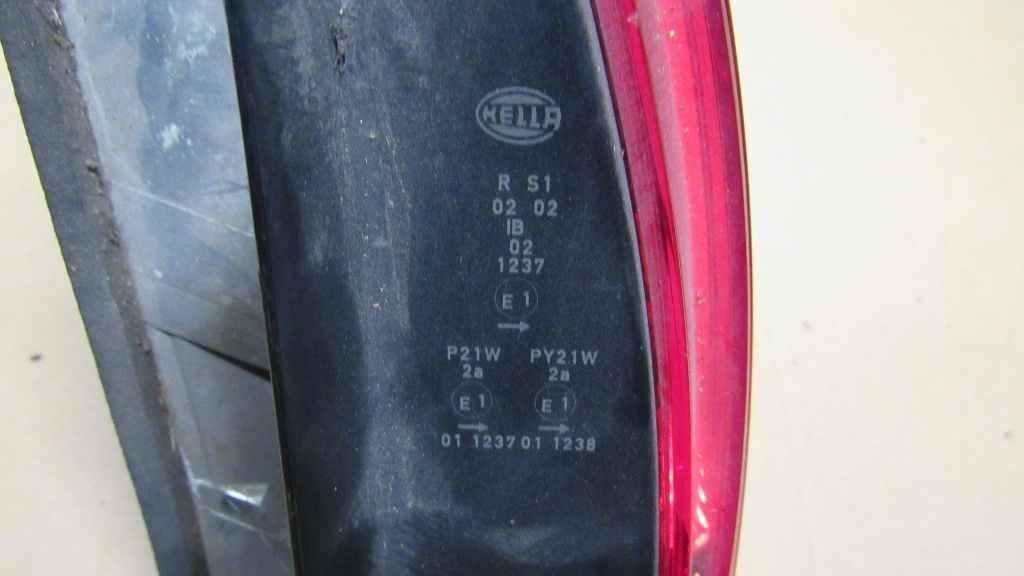 HELLA
R S1
02 02
IB
02
1237
E1
→
P21W PY21W
2a 2a
E1 E1
→ →
01 1237 01 1238